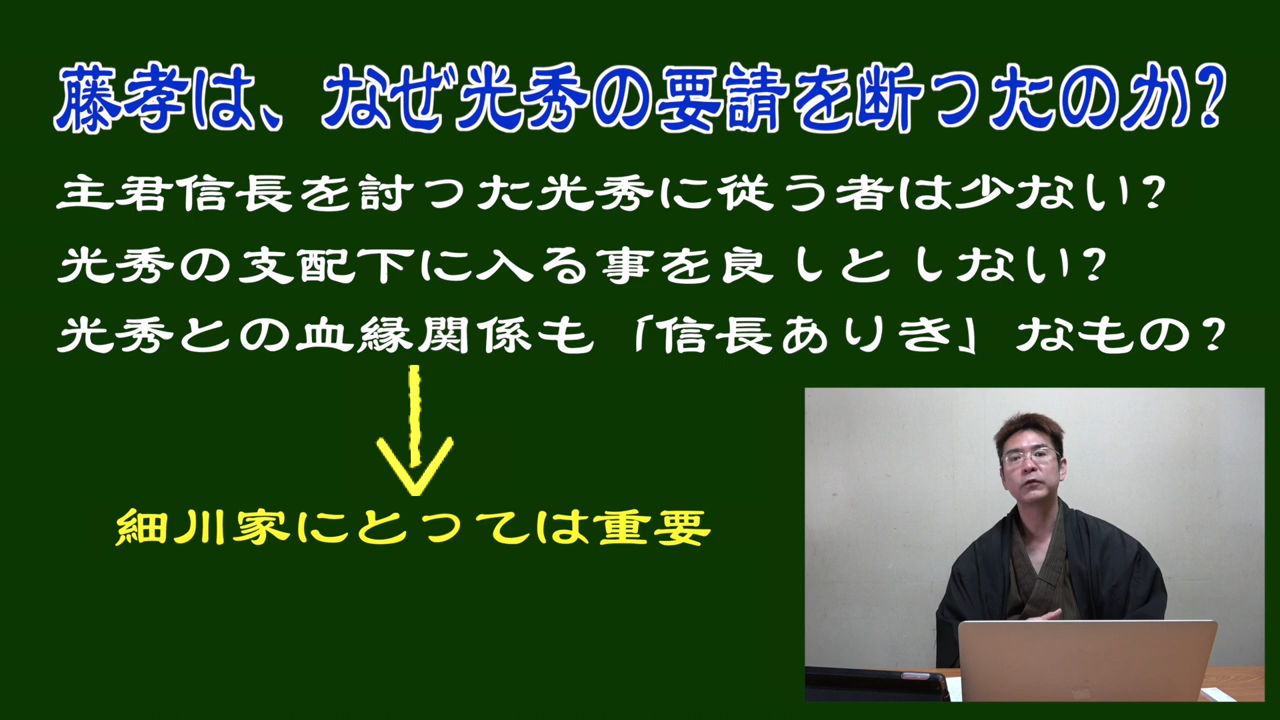 藤孝は、なぜ光秀の要請を断ったのか?
主君信長を討った光秀に従う者は少ない?
光秀の支配下に入る事を良しとしない?
光秀との血縁関係も「信長ありき」なもの?
細川家にとっては重要